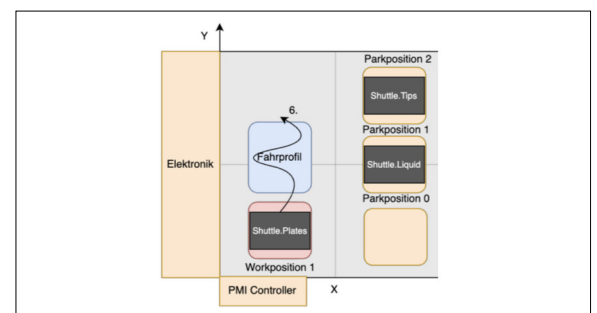 Y
Parkposition 2
Shuttle.Tips
6.
Parkposition 1
Elektronik
Fahrprofil
Shuttle.Liquid
Parkposition 0
Shuttle.Plates
Workposition 1
PMI Controller
X